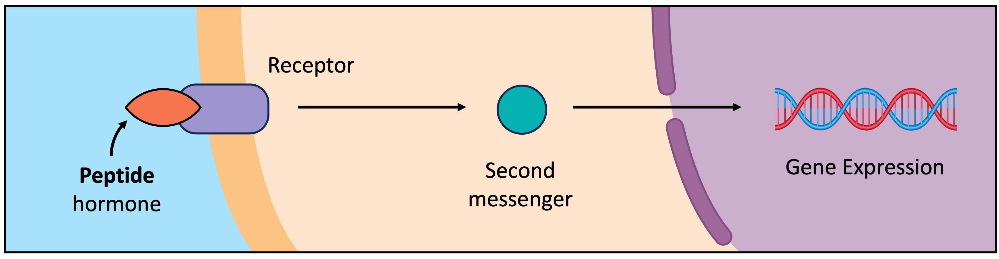 Receptor
Peptide
hormone
Second
messenger
Gene Expression